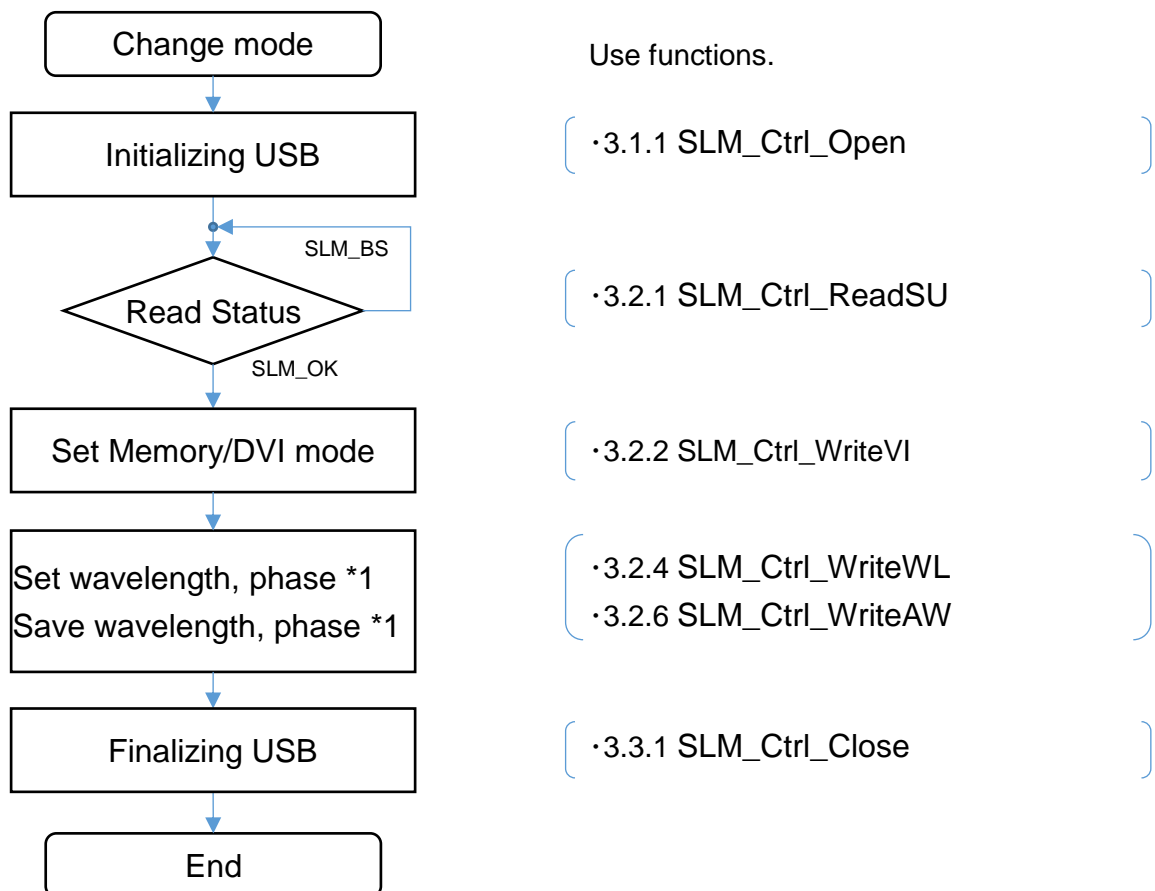 Change mode
Use functions.
Initializing USB
・3.1.1 SLM_Ctrl_Open
SLM_BS
Read Status
・3.2.1 SLM_Ctrl_ReadSU
SLM_OK
Set Memory/DVI mode
・3.2.2 SLM_Ctrl_WriteVI
Set wavelength, phase *1
Save wavelength, phase *1
・3.2.4 SLM_Ctrl_WriteWL
・3.2.6 SLM_Ctrl_WriteAW
Finalizing USB
・3.3.1 SLM_Ctrl_Close
End